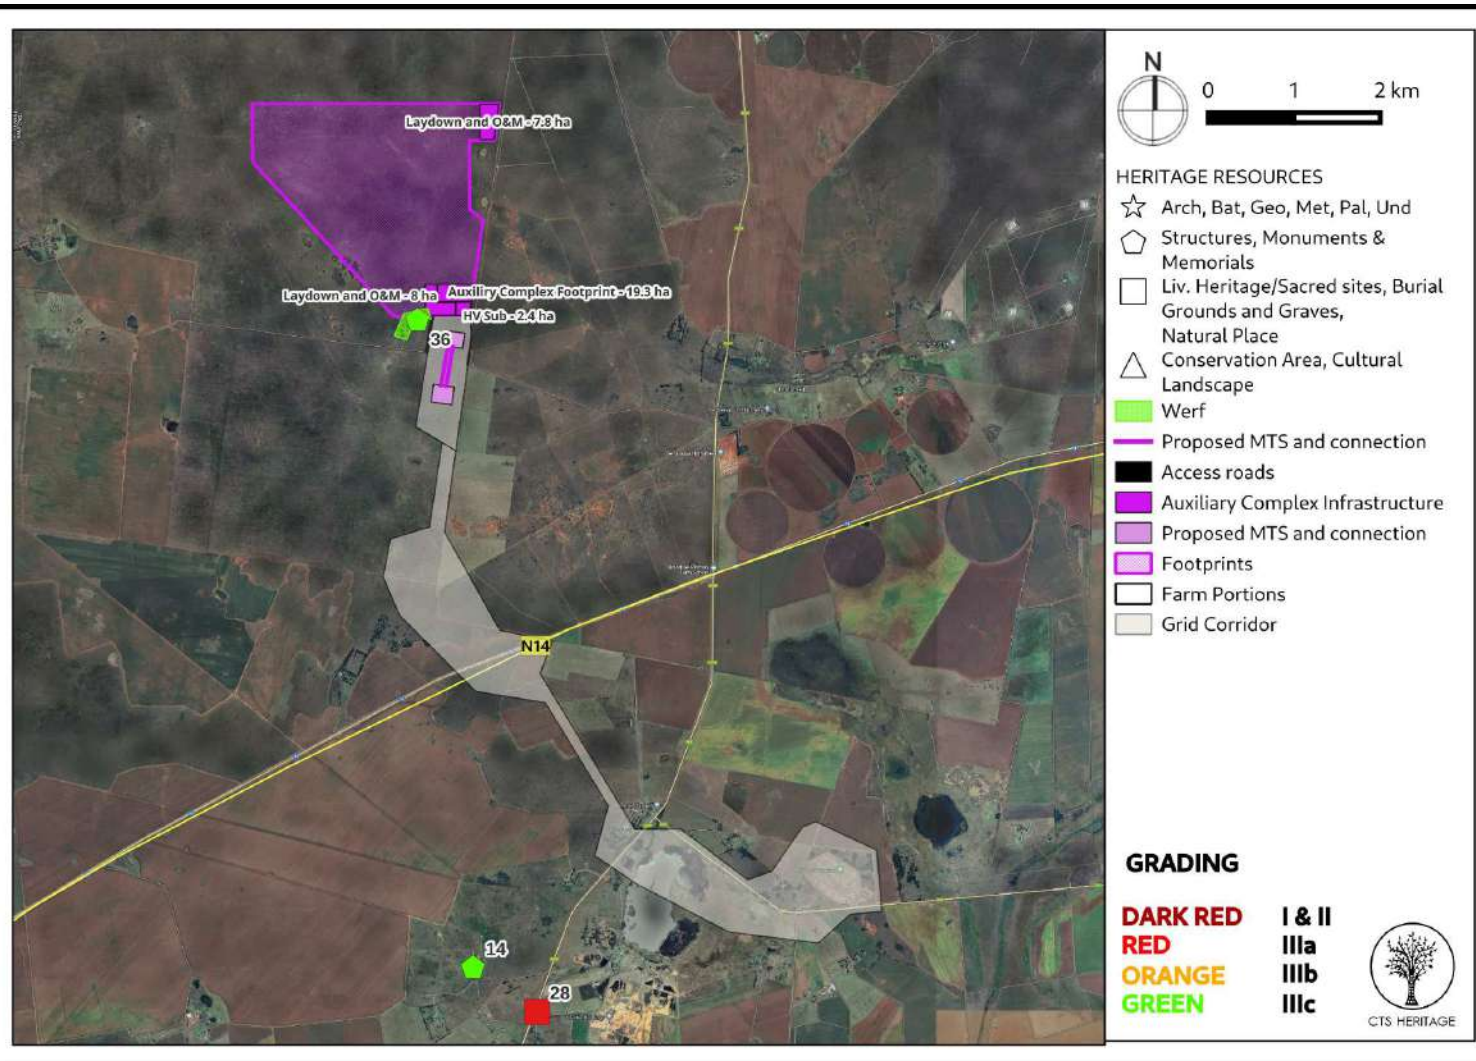 Laydown and O&M - 7.8 ha
Laydown and O&M - 8 ha
Auxiliry Complex Footprint - 19.3 ha
HV Sub - 2.4 ha
36
N14
14
28
N
0 1 2 km
HERITAGE RESOURCES
Arch, Bat, Geo, Met, Pal, Und
Structures, Monuments &
Memorials
Liv. Heritage/Sacred sites, Burial
Grounds and Graves,
Natural Place
Conservation Area, Cultural
Landscape
Werf
Proposed MTS and connection
Access roads
Auxiliary Complex Infrastructure
Proposed MTS and connection
Footprints
Farm Portions
Grid Corridor
GRADING
DARK RED I & II
RED IIIa
ORANGE IIIb
GREEN IIIc
CTS HERITAGE